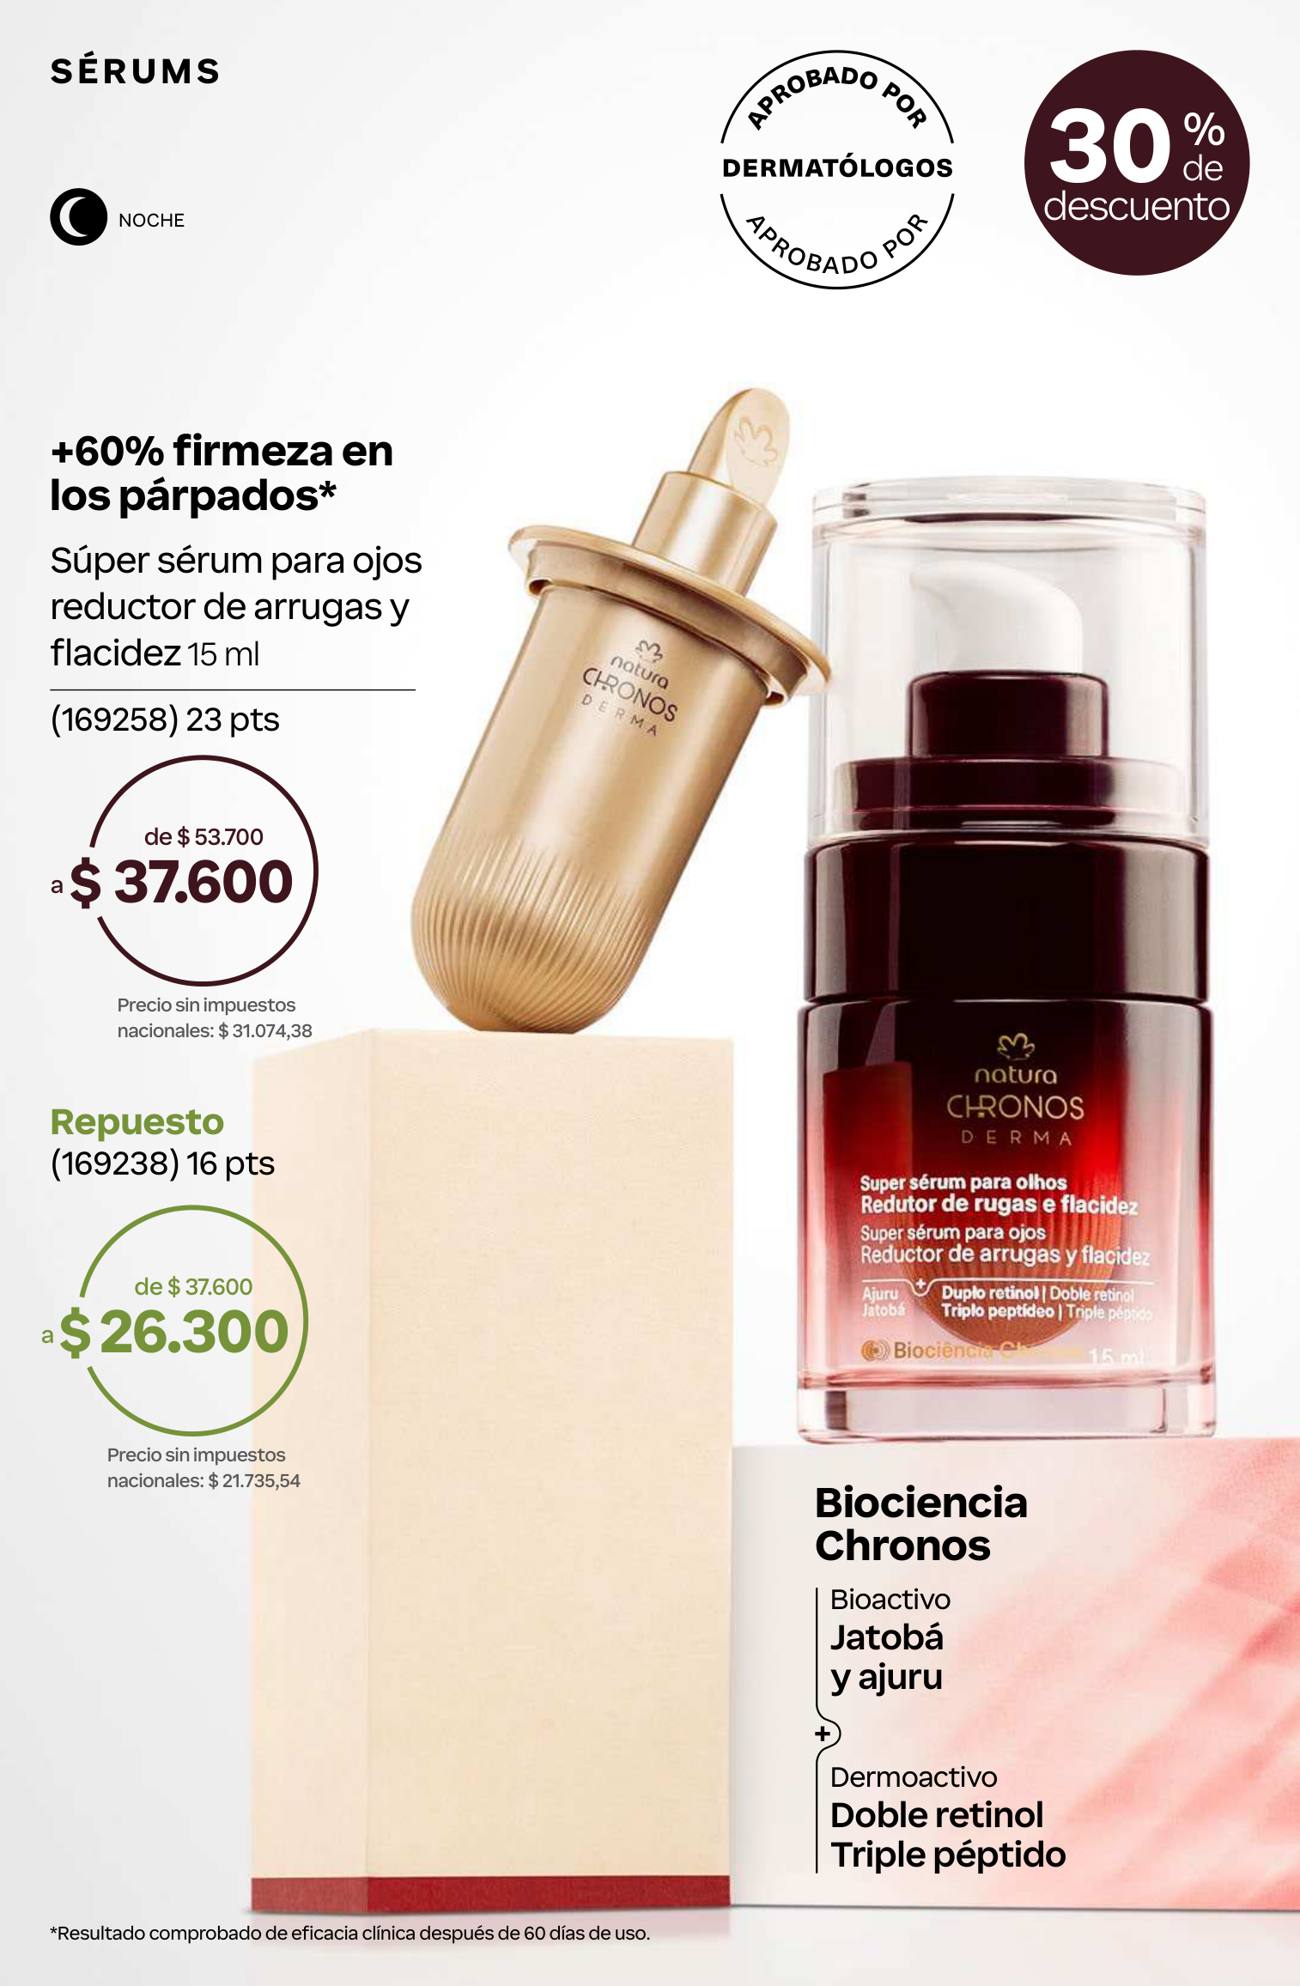 SÉRUMS
NOCHE
APROBADO POR
DERMATÓLOGOS
APROBADO POR
30 %
de
descuento
+60% firmeza en
los párpados*
Súper sérum para ojos
reductor de arrugas y
flacidez 15 ml
(169258) 23 pts
de $ 53.700
a $ 37.600
Precio sin impuestos
nacionales: $ 31.074,38
Repuesto
(169238) 16 pts
de $ 37.600
a $ 26.300
Precio sin impuestos
nacionales: $ 21.735,54
natura
CHRONOS
DERMA
natura
CHRONOS
DERMA
Super sérum para olhos
Redutor de rugas e flacidez
Super sérum para ojos
Reductor de arrugas y flacidez
Ajuru + Duplo retinol | Doble retinol
Jatobá Triplo peptídeo | Triple péptido
Biociência Chronos 15 ml
Biociencia
Chronos
Bioactivo
Jatobá
y ajuru
+
Dermoactivo
Doble retinol
Triple péptido
*Resultado comprobado de eficacia clínica después de 60 días de uso.